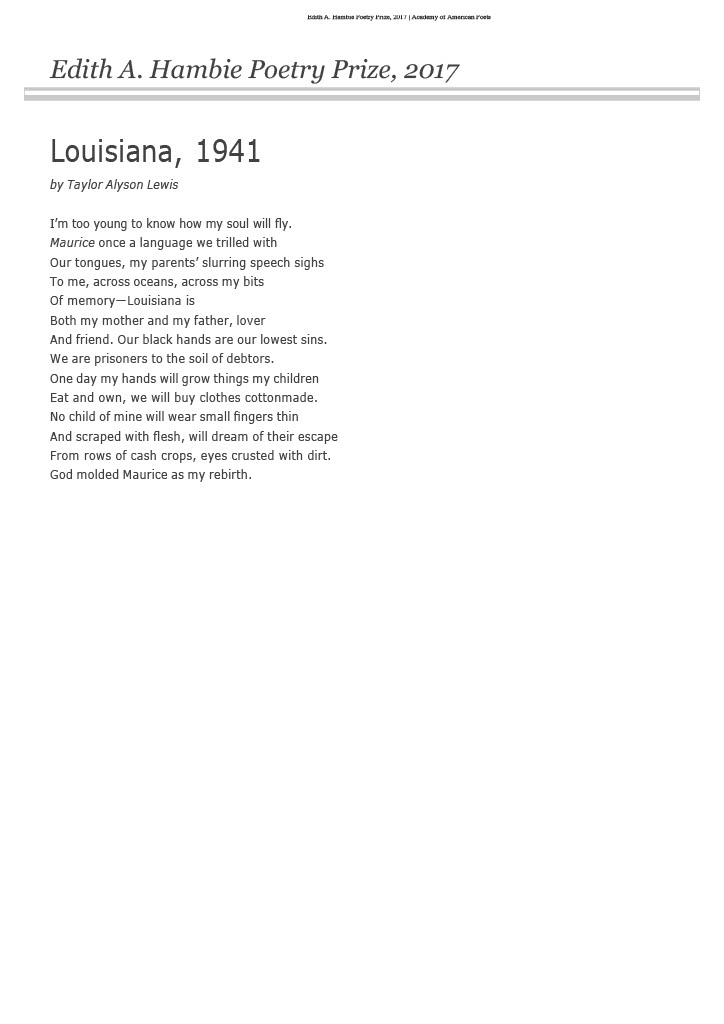 Edith A. Hambie Poetry Prize, 2017 | Academy of American Poets
Edith A. Hambie Poetry Prize, 2017
Louisiana, 1941
by Taylor Alyson Lewis
I’m too young to know how my soul will fly.
Maurice once a language we trilled with
Our tongues, my parents’ slurring speech sighs
To me, across oceans, across my bits
Of memory—Louisiana is
Both my mother and my father, lover
And friend. Our black hands are our lowest sins.
We are prisoners to the soil of debtors.
One day my hands will grow things my children
Eat and own, we will buy clothes cottonmade.
No child of mine will wear small fingers thin
And scraped with flesh, will dream of their escape
From rows of cash crops, eyes crusted with dirt.
God molded Maurice as my rebirth.